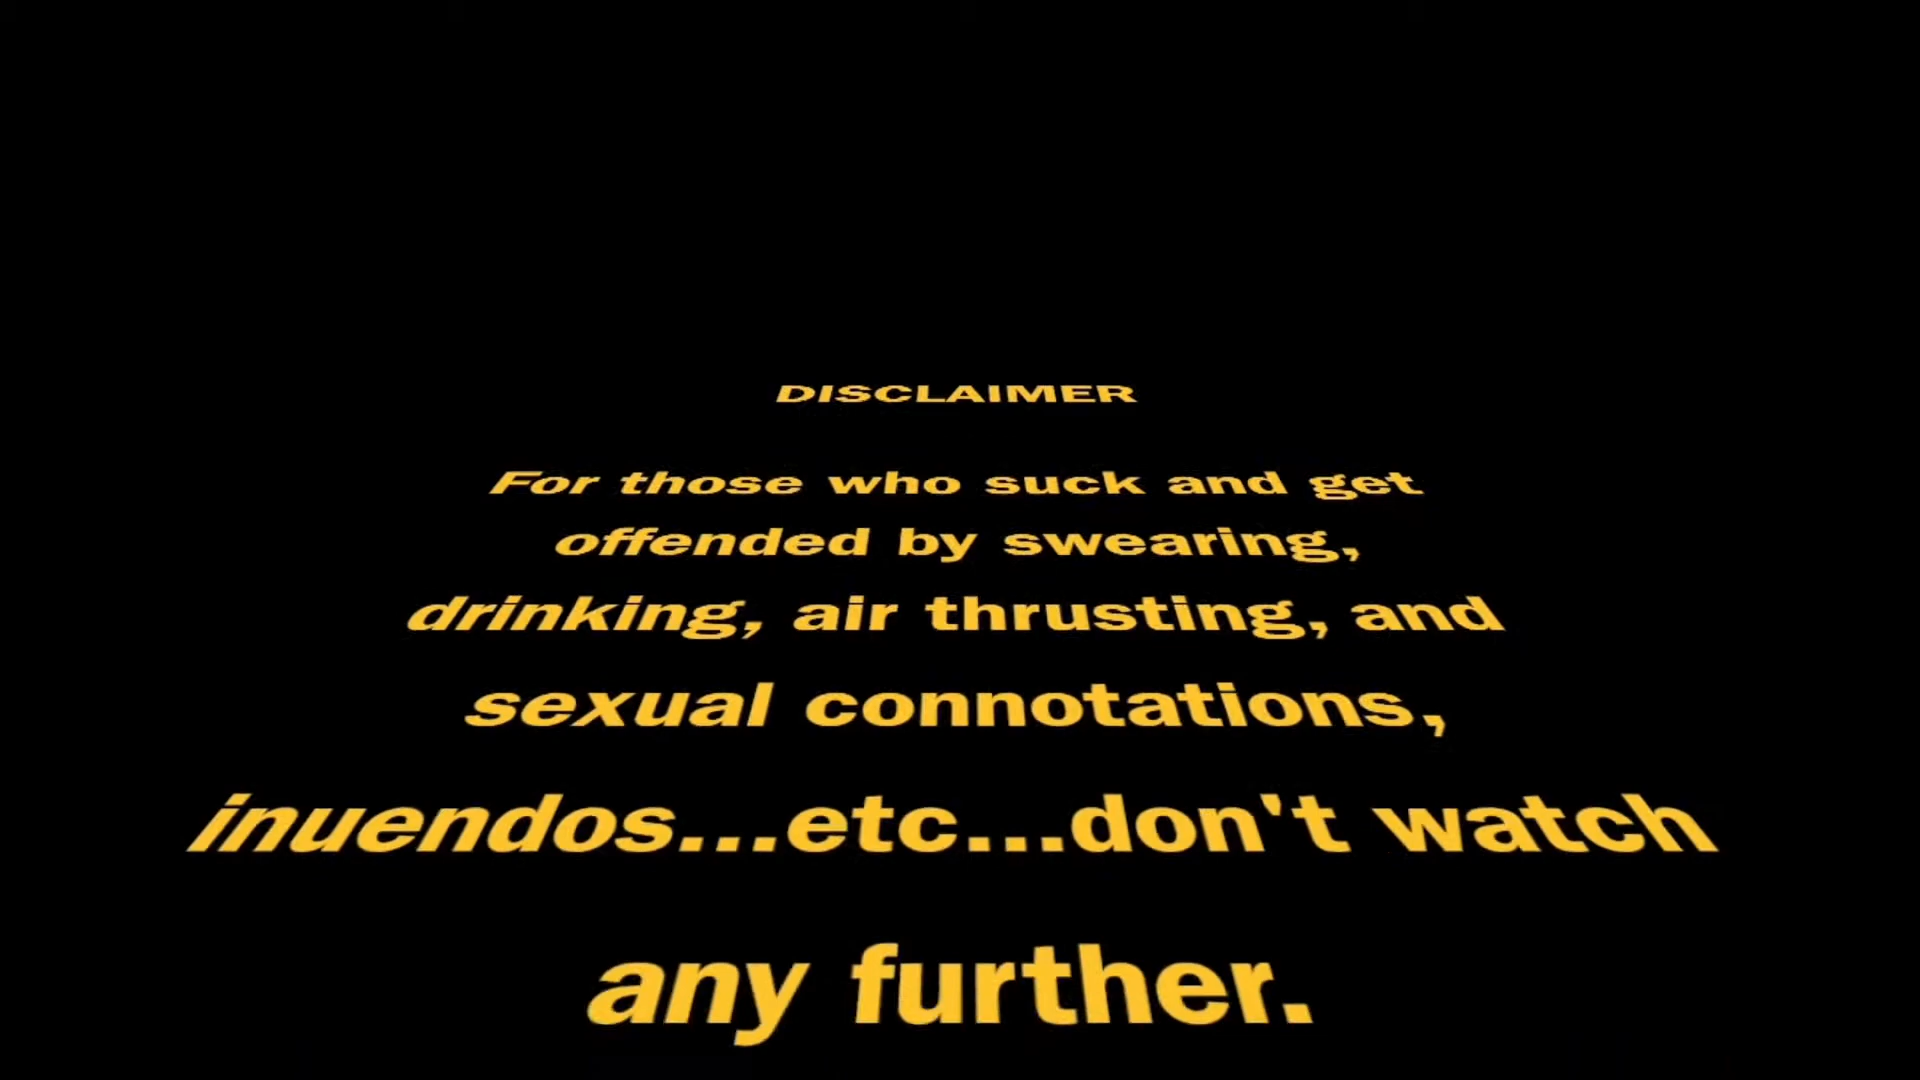 DISCLAIMER
For those who suck and get
offended by swearing,
drinking, air thrusting, and
sexual connotations,
inuendos...etc...don't watch
any further.